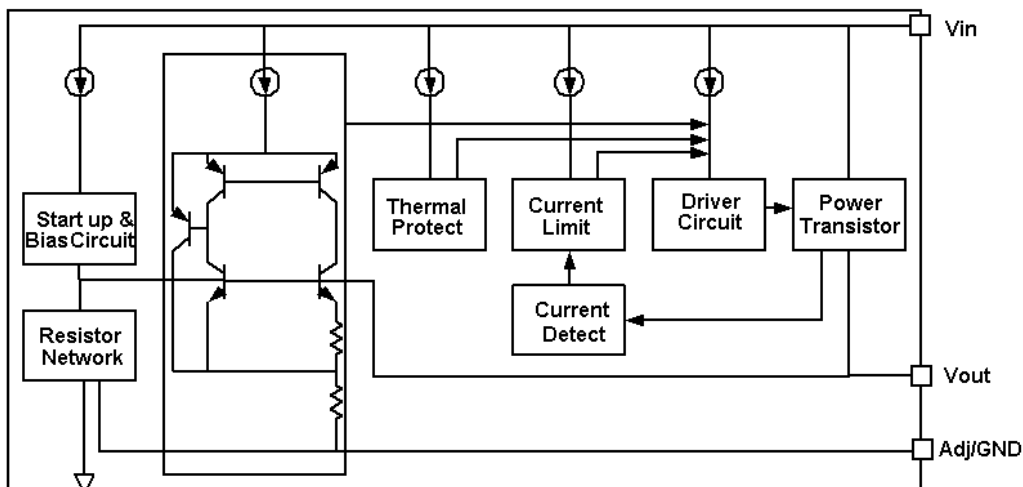 Vin
Start up &
Bias Circuit
Thermal
Protect
Current
Limit
Driver
Circuit
Power
Transistor
Current
Detect
Resistor
Network
Vout
Adj/GND